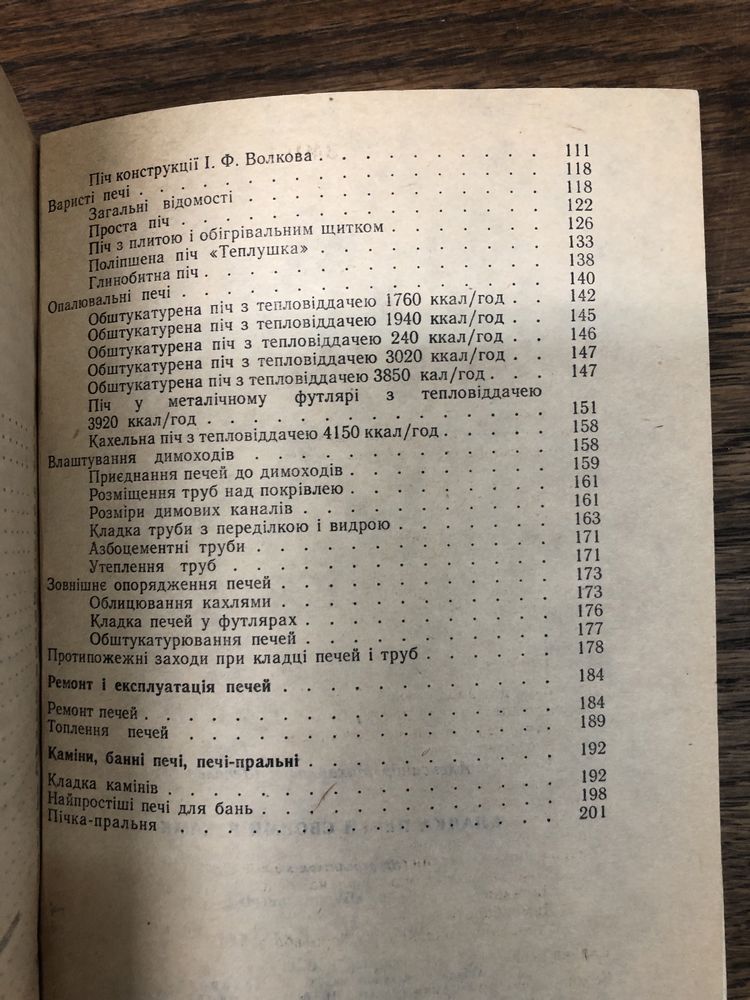 Піч конструкції І. Ф. Волкова . . . . . . . . . 111
Варисті печі . . . . . . . . . . . . . . . 118
Загальні відомості . . . . . . . . . . . . . 118
Проста піч . . . . . . . . . . . . . . . 122
Піч з плитою і обігрівальним щитком . . . . . . . 126
Поліпшена піч «Теплушка» . . . . . . . . . . 133
Глинобитна піч . . . . . . . . . . . . . . 138
Опалювальні печі . . . . . . . . . . . . . . 140
Обштукатурена піч з тепловіддачею 1760 ккал/год . . 142
Обштукатурена піч з тепловіддачею 1940 ккал/год . . 145
Обштукатурена піч з тепловіддачею 240 ккал/год . . 146
Обштукатурена піч з тепловіддачею 3020 ккал/год . . 147
Обштукатурена піч з тепловіддачею 3850 кал/год . . . 147
Піч у металічному футлярі з тепловіддачею
3920 ккал/год . . . . . . . . . . . . . . 151
Кахельна піч з тепловіддачею 4150 ккал/год . . . . . 158
Влаштування димоходів . . . . . . . . . . . . 158
Приєднання печей до димоходів . . . . . . . . . 159
Розміщення труб над покрівлею . . . . . . . . . 161
Розміри димових каналів . . . . . . . . . . . 161
Кладка труби з переділкою і видрою . . . . . . . 163
Азбоцементні труби . . . . . . . . . . . . 171
Утеплення труб . . . . . . . . . . . . . . 171
Зовнішнє опорядження печей . . . . . . . . . . 173
Облицювання кахлями . . . . . . . . . . . . 173
Кладка печей у футлярах . . . . . . . . . . . 176
Обштукатурювання печей . . . . . . . . . . . 177
Протипожежні заходи при кладці печей і труб . . . . . 178
Ремонт і експлуатація печей . . . . . . . . . . 184
Ремонт печей . . . . . . . . . . . . . . . 184
Топлення печей . . . . . . . . . . . . . . 189
Каміни, банні печі, печі-пральні . . . . . . . . . 192
Кладка камінів . . . . . . . . . . . . . . . 192
Найпростіші печі для бань . . . . . . . . . . . 198
Пічка-пральня . . . . . . . . . . . . . . . 201